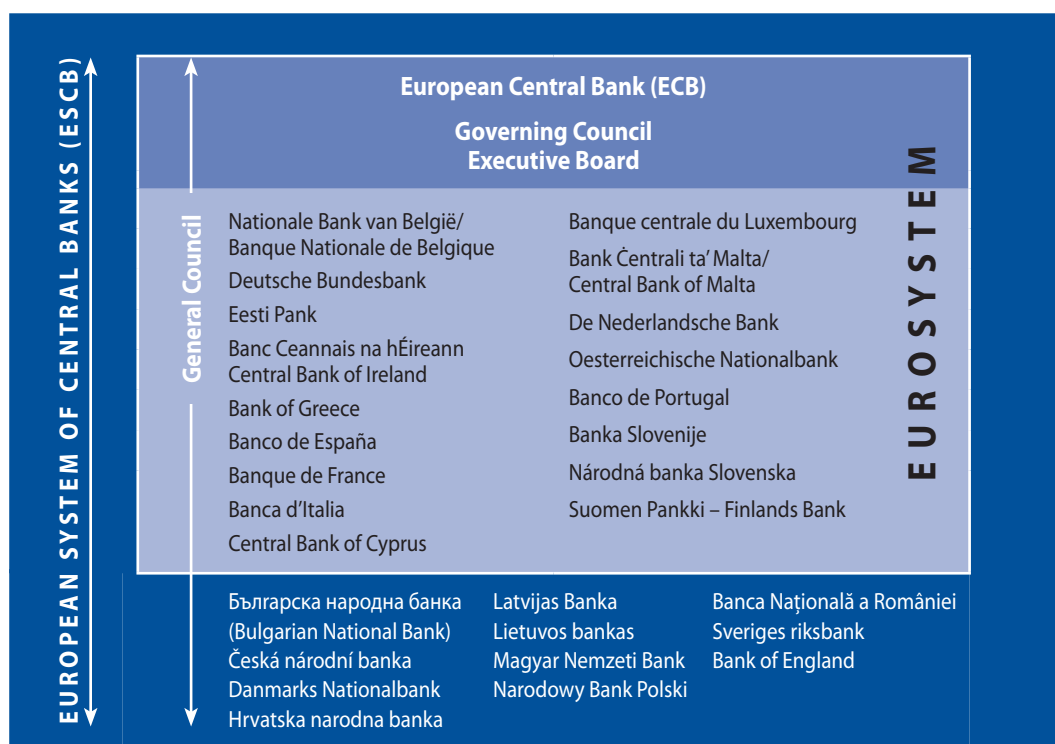 EUROPEAN SYSTEM OF CENTRAL BANKS (ESCB)
General Council
European Central Bank (ECB)
Governing Council
Executive Board
EUROSYSTEM
Nationale Bank van België/
Banque Nationale de Belgique
Deutsche Bundesbank
Eesti Pank
Banc Ceannais na hÉireann
Central Bank of Ireland
Bank of Greece
Banco de España
Banque de France
Banca d’Italia
Central Bank of Cyprus
Banque centrale du Luxembourg
Bank Ċentrali ta’ Malta/
Central Bank of Malta
De Nederlandsche Bank
Oesterreichische Nationalbank
Banco de Portugal
Banka Slovenije
Národná banka Slovenska
Suomen Pankki – Finlands Bank
Българска народна банка
(Bulgarian National Bank)
Česká národní banka
Danmarks Nationalbank
Hrvatska narodna banka
Latvijas Banka
Lietuvos bankas
Magyar Nemzeti Bank
Narodowy Bank Polski
Banca Națională a României
Sveriges riksbank
Bank of England